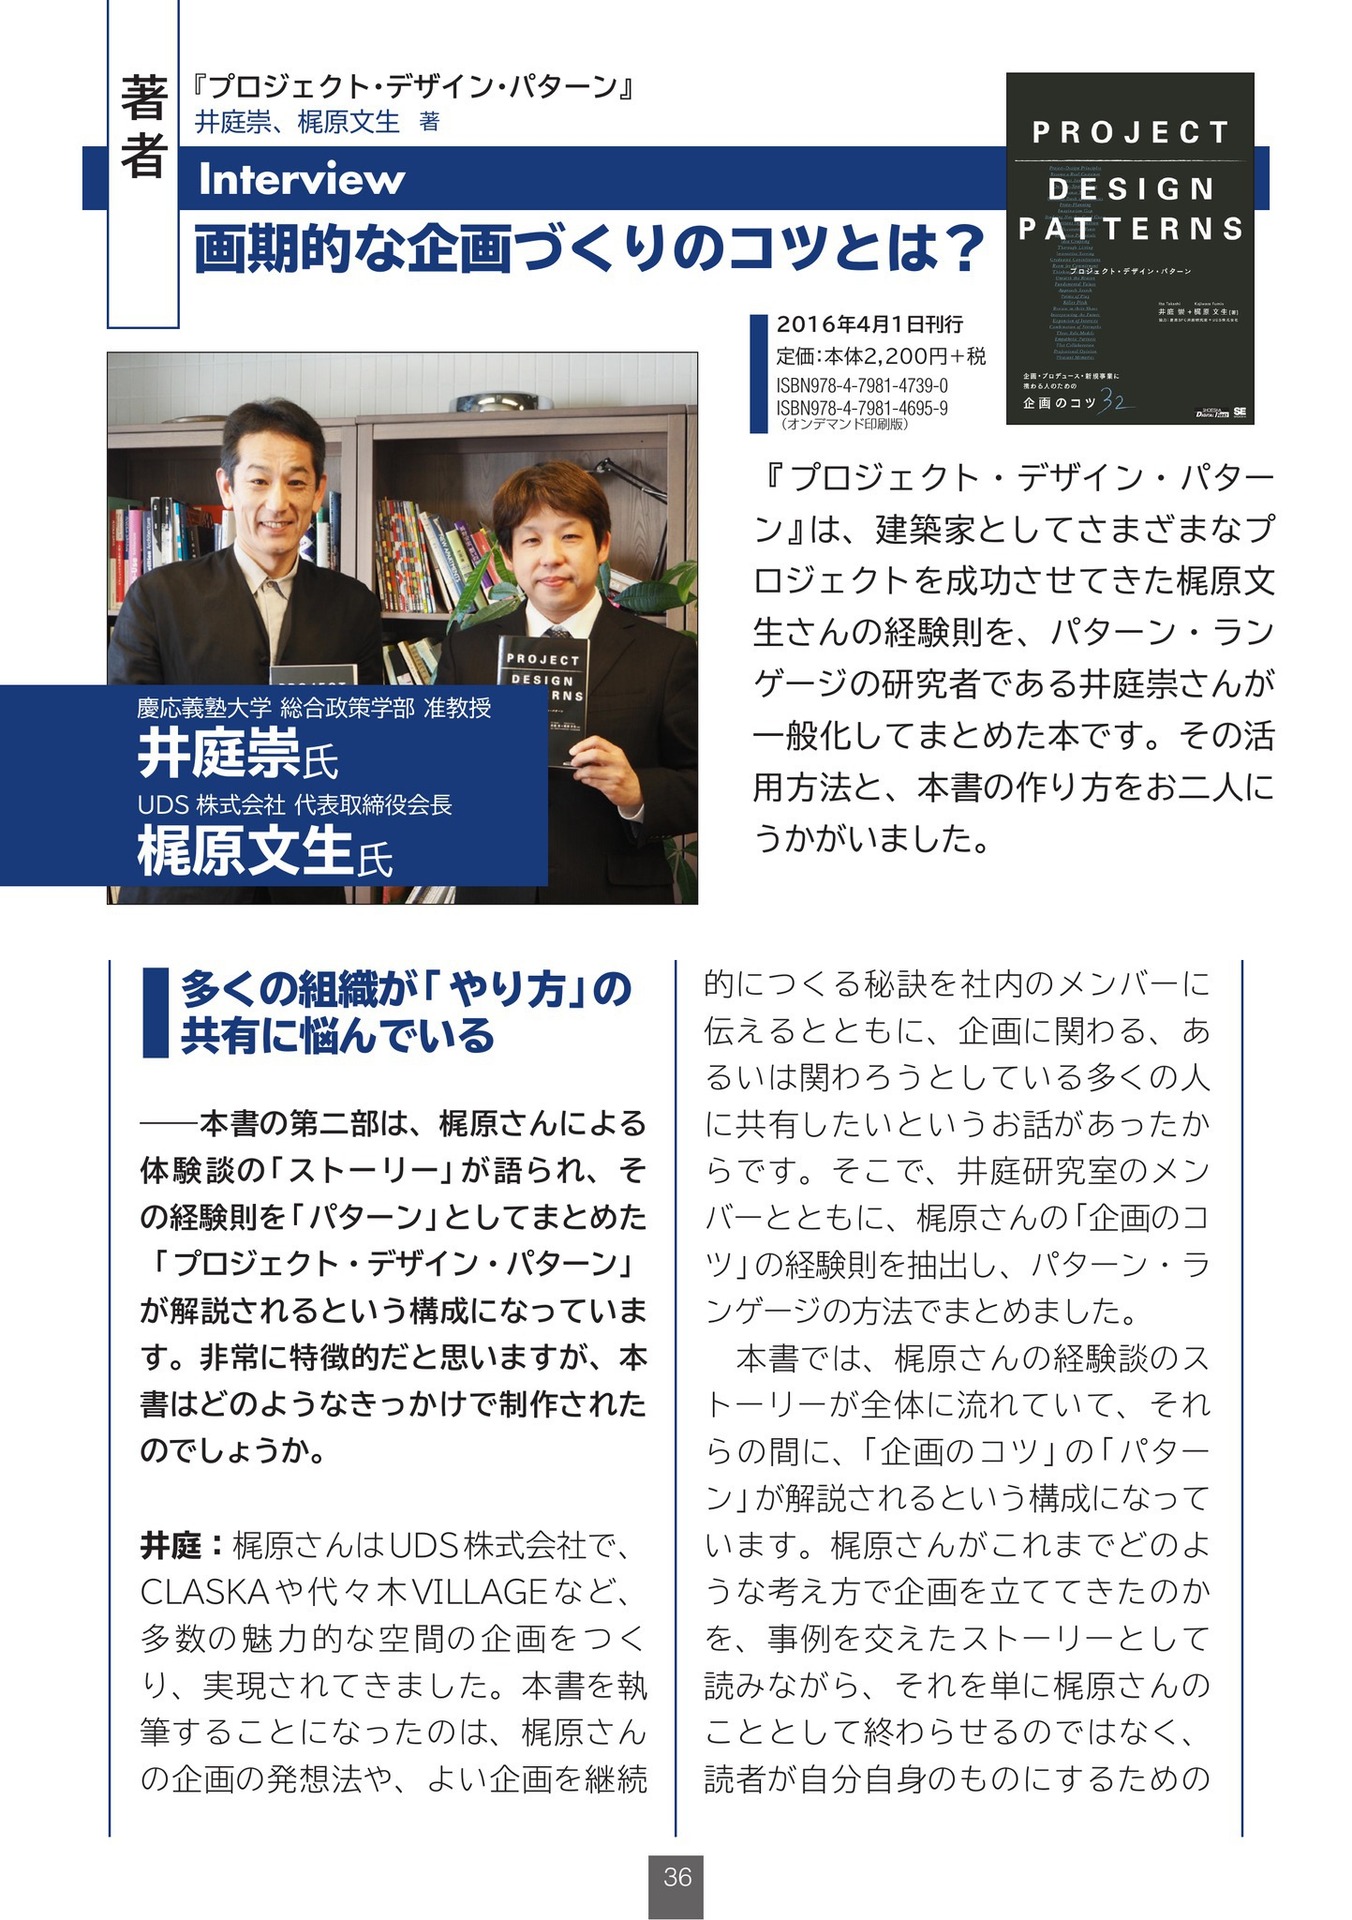 著者
『プロジェクト・デザイン・パターン』
井庭崇、梶原文生 著
Interview
画期的な企画づくりのコツとは？
PROJECT
DESIGN
PATTERNS
プロジェクト・デザイン・パターン
井庭 崇＋梶原文生[著]
企画・プロデュース・新規事業に
携わる人のための
企画のコツ32
SE
2016年4月1日刊行
定価：本体2,200円＋税
ISBN978-4-7981-4739-0
ISBN978-4-7981-4695-9
（オンデマンド印刷版）
PROJECT
PROJECT
DESIGN
慶応義塾大学 総合政策学部 准教授
井庭崇氏
UDS 株式会社 代表取締役会長
梶原文生氏
『プロジェクト・デザイン・パター
ン』は、建築家としてさまざまなプ
ロジェクトを成功させてきた梶原文
生さんの経験則を、パターン・ラン
ゲージの研究者である井庭崇さんが
一般化してまとめた本です。その活
用方法と、本書の作り方をお二人に
うかがいました。
多くの組織が「やり方」の
共有に悩んでいる
――本書の第二部は、梶原さんによる
体験談の「ストーリー」が語られ、そ
の経験則を「パターン」としてまとめた
「プロジェクト・デザイン・パターン」
が解説されるという構成になっていま
す。非常に特徴的だと思いますが、本
書はどのようなきっかけで制作された
のでしょうか。
井庭：梶原さんはUDS株式会社で、
CLASKAや代々木VILLAGEなど、
多数の魅力的な空間の企画をつく
り、実現されてきました。本書を執
筆することになったのは、梶原さん
の企画の発想法や、よい企画を継続
的につくる秘訣を社内のメンバーに
伝えるとともに、企画に関わる、あ
るいは関わろうとしている多くの人
に共有したいというお話があったか
らです。そこで、井庭研究室のメン
バーとともに、梶原さんの「企画のコ
ツ」の経験則を抽出し、パターン・ラ
ンゲージの方法でまとめました。
本書では、梶原さんの経験談のス
トーリーが全体に流れていて、それ
らの間に、「企画のコツ」の「パター
ン」が解説されるという構成になって
います。梶原さんがこれまでどのよ
うな考え方で企画を立ててきたのか
を、事例を交えたストーリーとして
読みながら、それを単に梶原さんの
こととして終わらせるのではなく、
読者が自分自身のものにするための
36